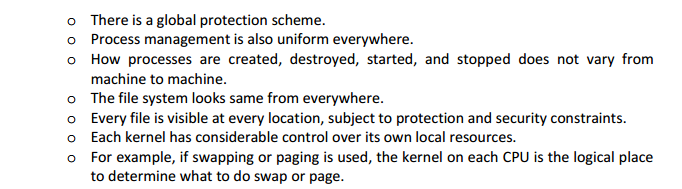 o There is a global protection scheme.
o Process management is also uniform everywhere.
o How processes are created, destroyed, started, and stopped does not vary from
machine to machine.
o The file system looks same from everywhere.
o Every file is visible at every location, subject to protection and security constraints.
o Each kernel has considerable control over its own local resources.
o For example, if swapping or paging is used, the kernel on each CPU is the logical place
to determine what to do swap or page.